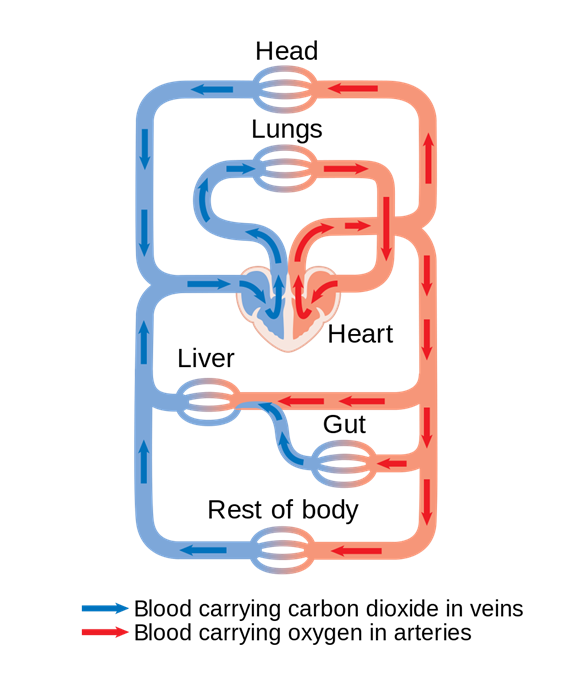 Head
Lungs
Heart
Liver
Gut
Rest of body
Blood carrying carbon dioxide in veins
Blood carrying oxygen in arteries